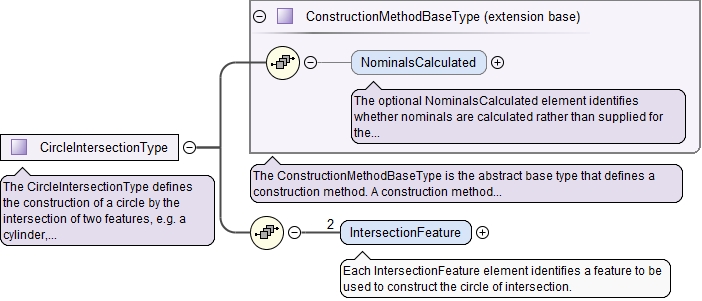 ConstructionMethodBaseType (extension base)
NominalsCalculated
The optional NominalsCalculated element identifies
whether nominals are calculated rather than supplied for
the...
CircleIntersectionType
The CircleIntersectionType defines
the construction of a circle by the
intersection of two features, e.g. a
cylinder,...
The ConstructionMethodBaseType is the abstract base type that defines a
construction method. A construction method...
2
IntersectionFeature
Each IntersectionFeature element identifies a feature to be
used to construct the circle of intersection.